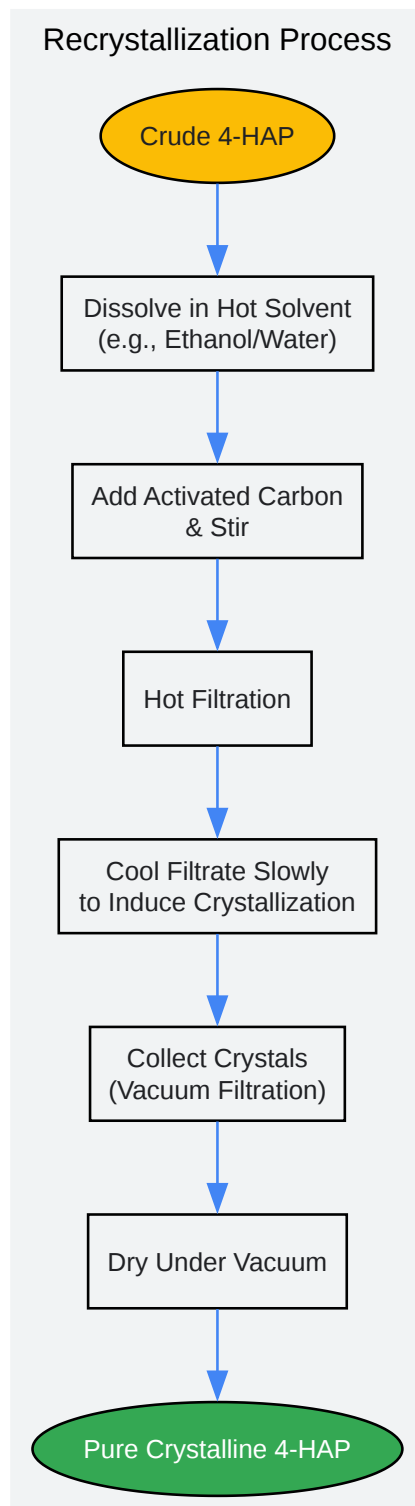 Recrystallization Process
Crude 4-HAP
Dissolve in Hot Solvent
(e.g., Ethanol/Water)
Add Activated Carbon
& Stir
Hot Filtration
Cool Filtrate Slowly
to Induce Crystallization
Collect Crystals
(Vacuum Filtration)
Dry Under Vacuum
Pure Crystalline 4-HAP